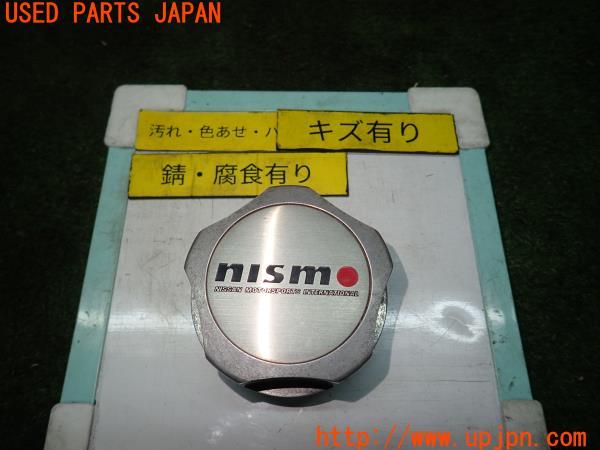 USED PARTS JAPAN
汚れ・色あせ・ハ
キズ有り
錆・腐食有り
nismo
NISSAN MOTORSPORTS INTERNATIONAL
http://www.upjpn.com/